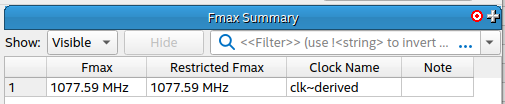 Fmax Summary
Show: Visible Hide <<Filter>> (use !<string> to invert ... ...
Fmax Restricted Fmax Clock Name Note
1 1077.59 MHz 1077.59 MHz clk~derived